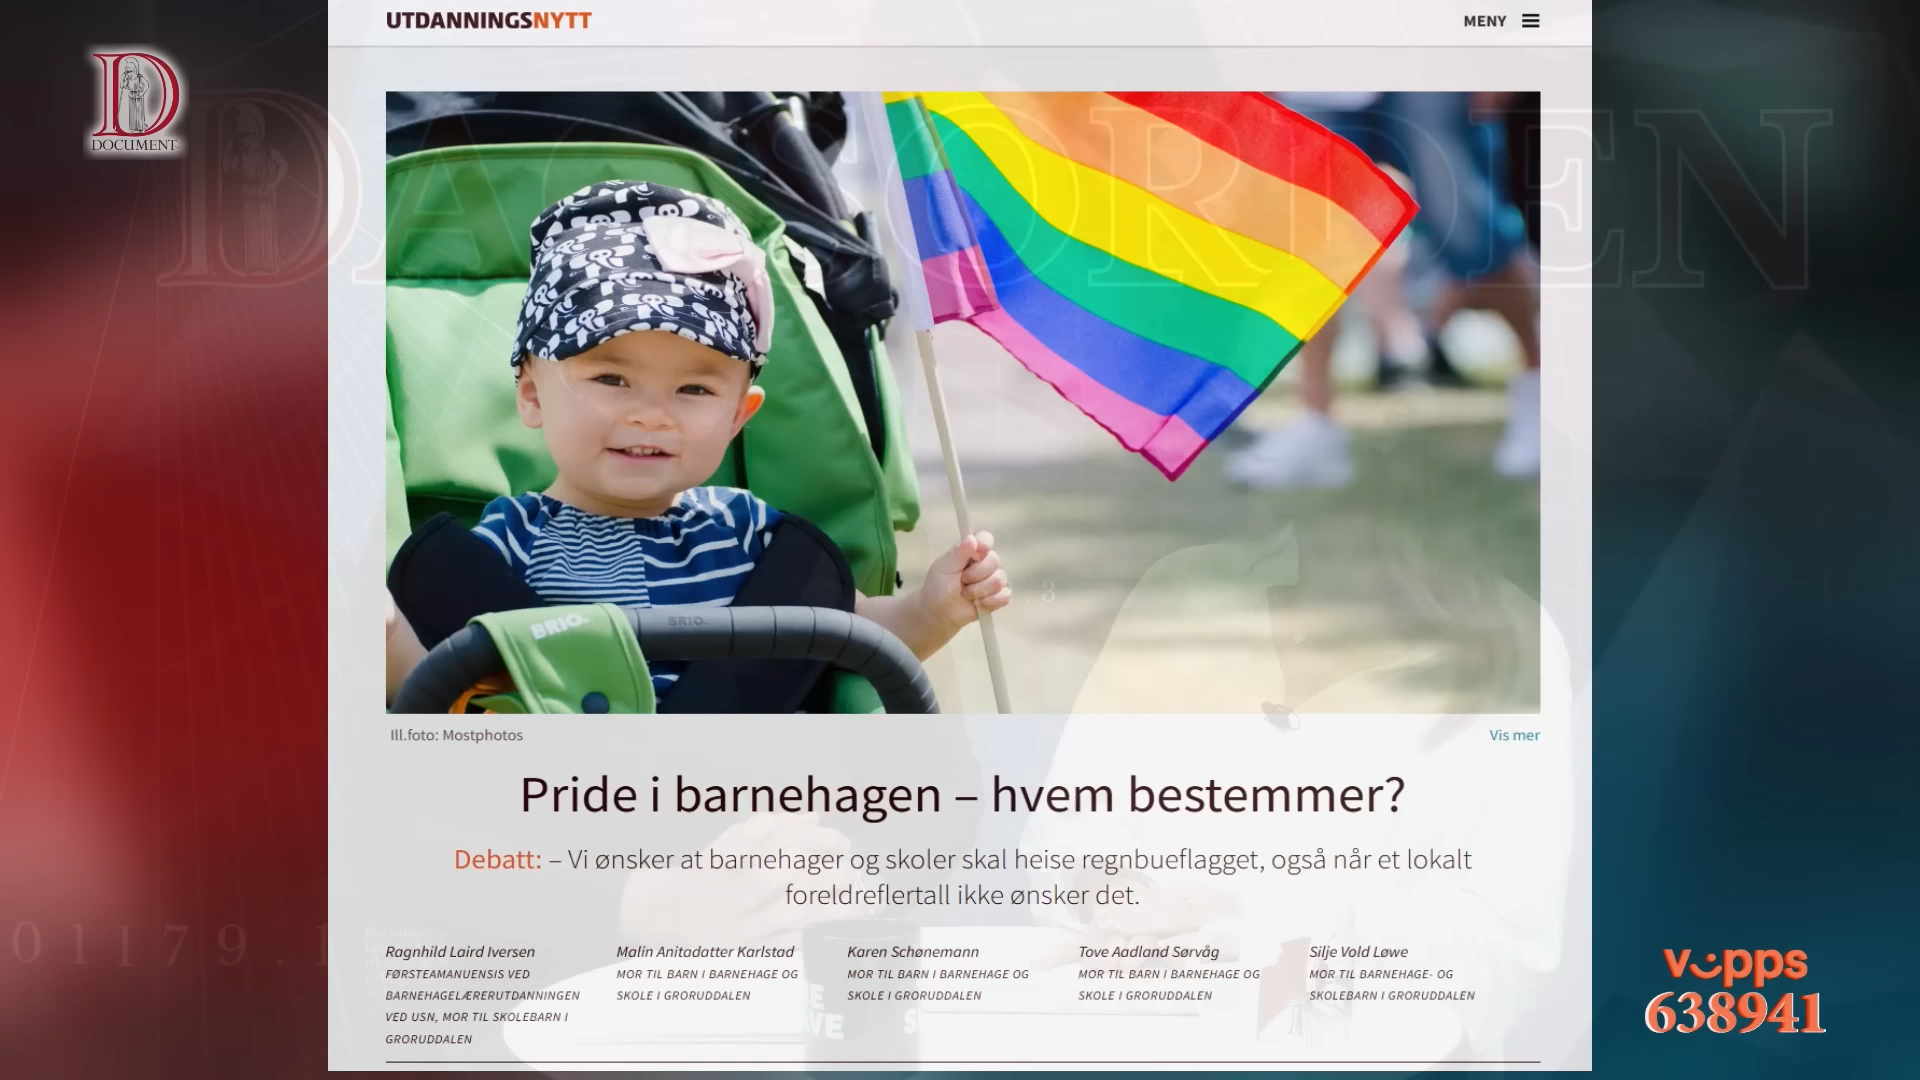 UTDANNINGSNYTT
MENY
DOCUMENT
DAGSORDEN
BRIO
BRIO
Ill.foto: Mostphotos
Vis mer
Pride i barnehagen – hvem bestemmer?
Debatt: – Vi ønsker at barnehager og skoler skal heise regnbueflagget, også når et lokalt
foreldreflertall ikke ønsker det.
Ragnhild Laird Iversen
FØRSTEAMANUENSIS VED
BARNEHAGELÆRERUTDANNINGEN
VED USN, MOR TIL SKOLEBARN I
GRORUDDALEN
Malin Anitadatter Karlstad
MOR TIL BARN I BARNEHAGE OG
SKOLE I GRORUDDALEN
Karen Schønemann
MOR TIL BARN I BARNEHAGE OG
SKOLE I GRORUDDALEN
Tove Aadland Sørvåg
MOR TIL BARN I BARNEHAGE OG
SKOLE I GRORUDDALEN
Silje Vold Løwe
MOR TIL BARNEHAGE- OG
SKOLEBARN I GRORUDDALEN
01179.1
vipps
638941